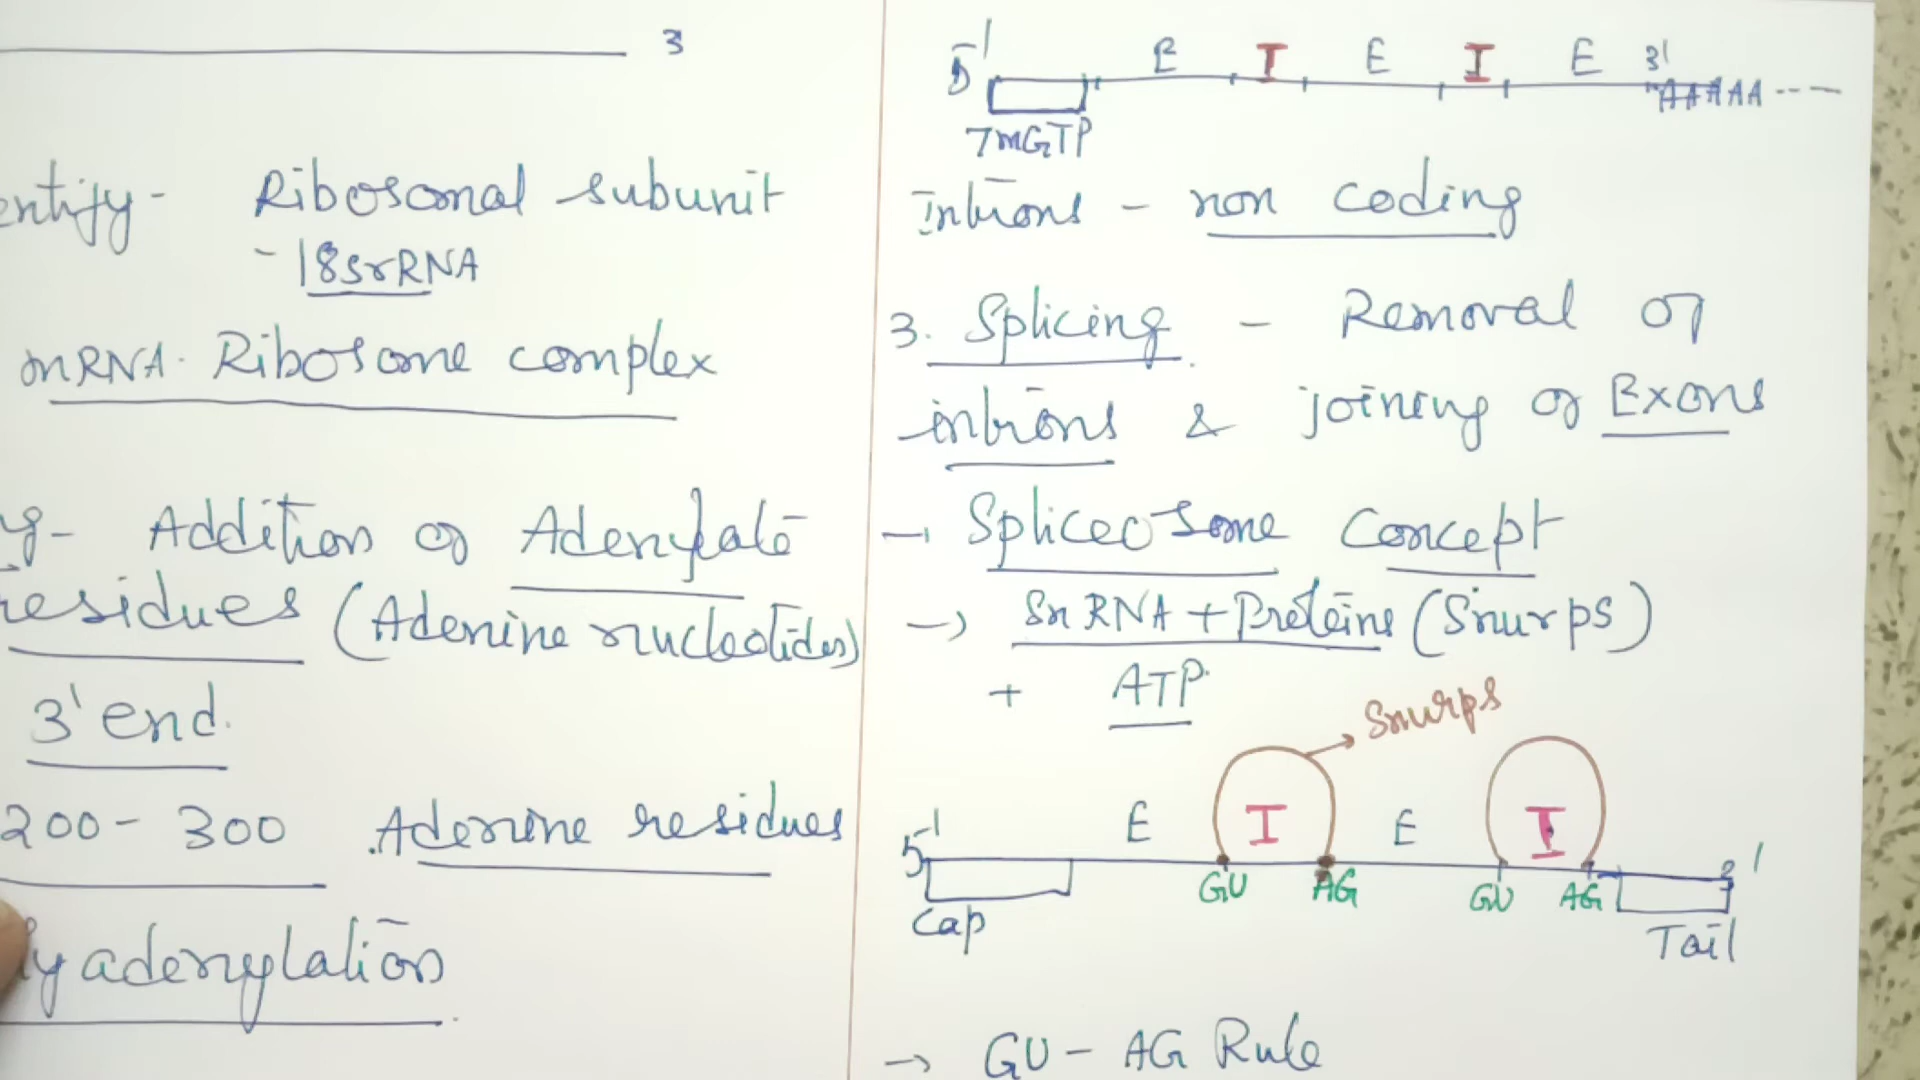 3
entify - Ribosomal subunit
- 18SrRNA
mRNA. Ribosome complex
y - Addition of Adenylate
residues (Adenine nucleotides)
3' end.
200 - 300 Adenine residues
ly adenylation
5' E I E I E 3'
AAAAA ----
7mGTP
Introns - non coding
3. Splicing - Removal of
introns & joining of Exons
→ Spliceosome Concept
→ SnRNA + Proteins (Snurps)
+ ATP.
Snurps
5' E I E I 3'
GU AG GU AG
Cap Tail
→ GU - AG Rule